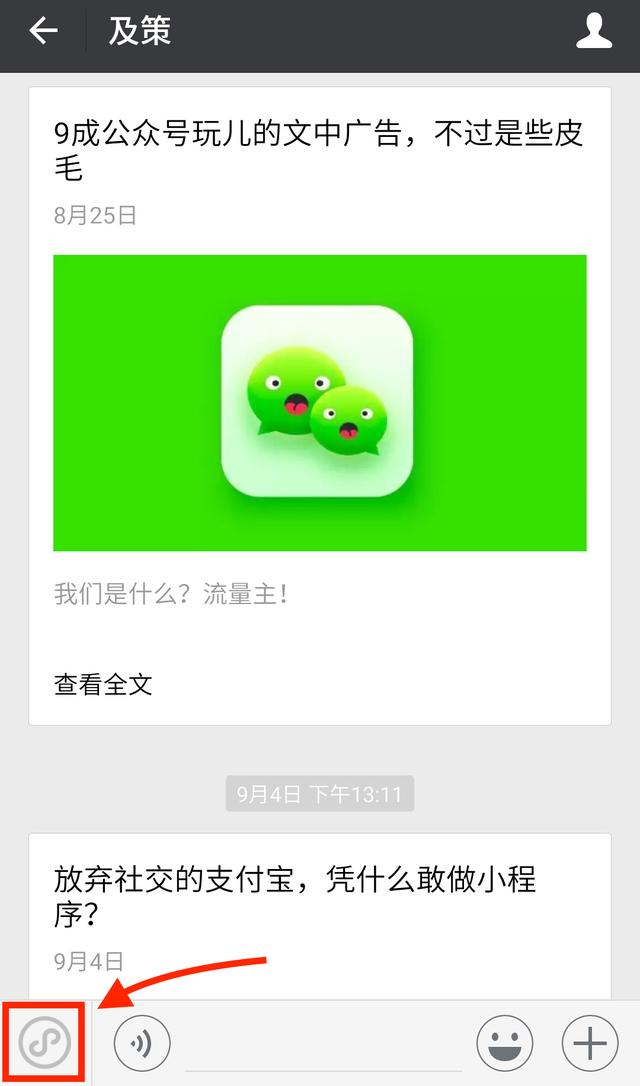 及策
9成公众号玩儿的文中广告，不过是些皮
毛
8月25日
我们是什么？流量主！
查看全文
9月4日 下午13:11
放弃社交的支付宝，凭什么敢做小程
序？
9月4日